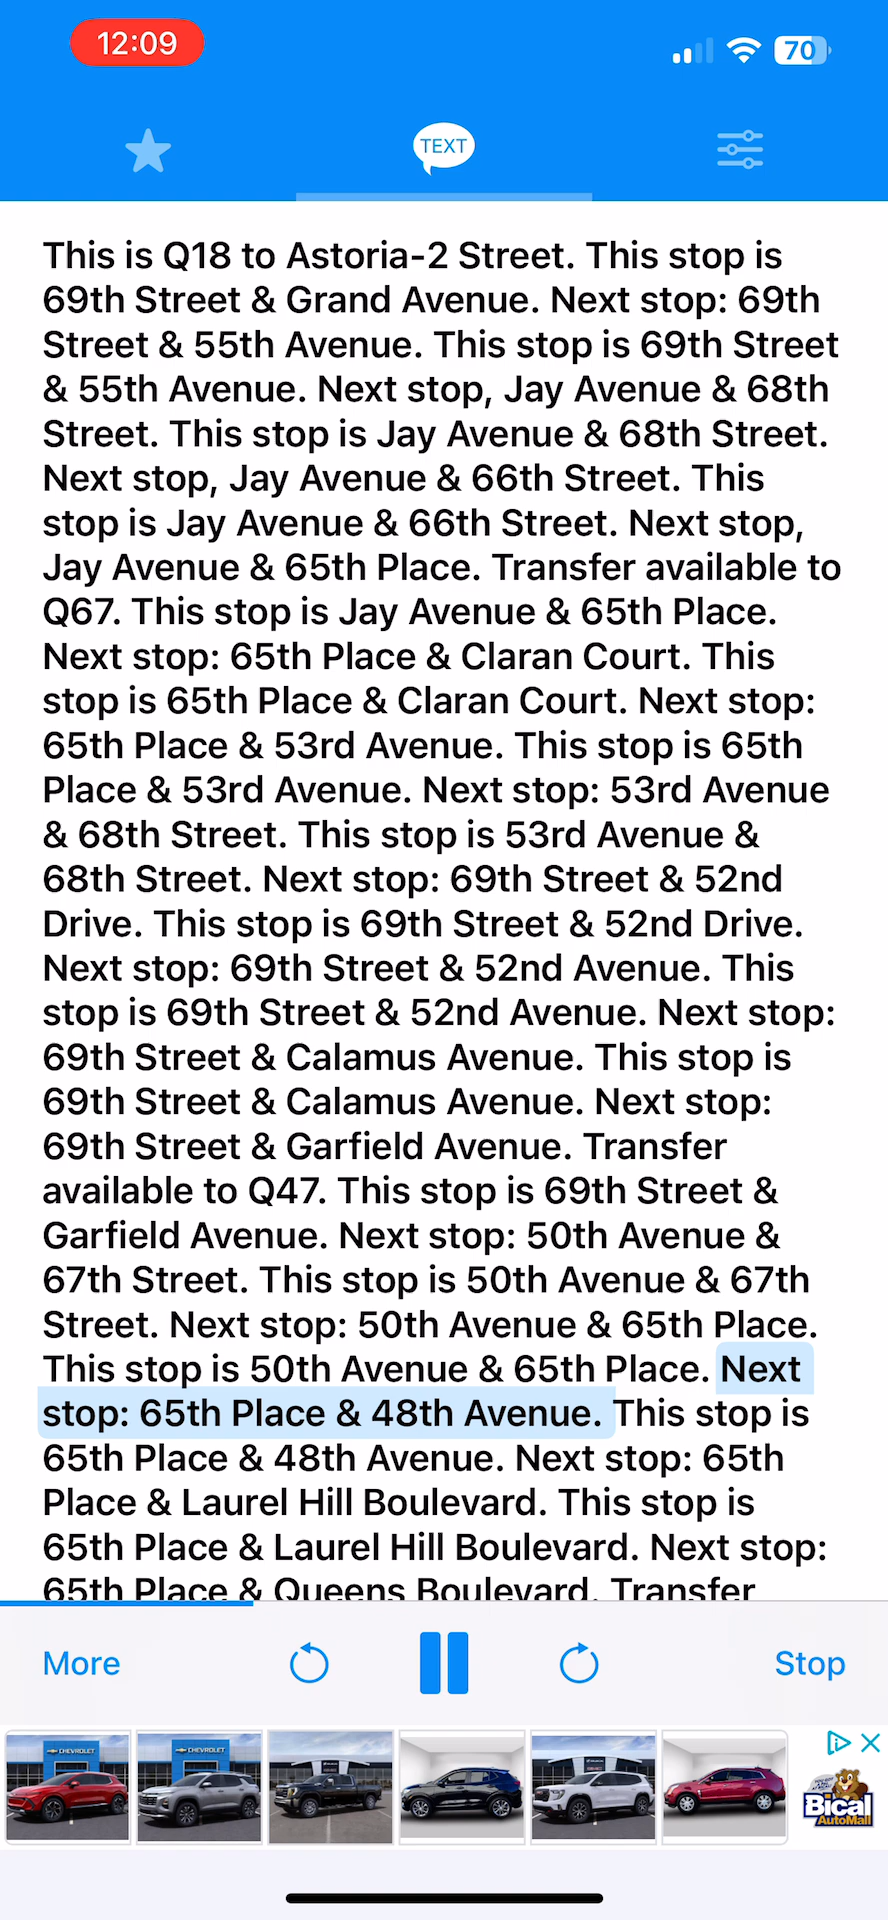 12:09
70
TEXT
This is Q18 to Astoria-2 Street. This stop is
69th Street & Grand Avenue. Next stop: 69th
Street & 55th Avenue. This stop is 69th Street
& 55th Avenue. Next stop, Jay Avenue & 68th
Street. This stop is Jay Avenue & 68th Street.
Next stop, Jay Avenue & 66th Street. This
stop is Jay Avenue & 66th Street. Next stop,
Jay Avenue & 65th Place. Transfer available to
Q67. This stop is Jay Avenue & 65th Place.
Next stop: 65th Place & Claran Court. This
stop is 65th Place & Claran Court. Next stop:
65th Place & 53rd Avenue. This stop is 65th
Place & 53rd Avenue. Next stop: 53rd Avenue
& 68th Street. This stop is 53rd Avenue &
68th Street. Next stop: 69th Street & 52nd
Drive. This stop is 69th Street & 52nd Drive.
Next stop: 69th Street & 52nd Avenue. This
stop is 69th Street & 52nd Avenue. Next stop:
69th Street & Calamus Avenue. This stop is
69th Street & Calamus Avenue. Next stop:
69th Street & Garfield Avenue. Transfer
available to Q47. This stop is 69th Street &
Garfield Avenue. Next stop: 50th Avenue &
67th Street. This stop is 50th Avenue & 67th
Street. Next stop: 50th Avenue & 65th Place.
This stop is 50th Avenue & 65th Place. Next
stop: 65th Place & 48th Avenue. This stop is
65th Place & 48th Avenue. Next stop: 65th
Place & Laurel Hill Boulevard. This stop is
65th Place & Laurel Hill Boulevard. Next stop:
65th Place & Queens Boulevard. Transfer
More
Stop
CHEVROLET
CHEVROLET
Bical
AutoMall